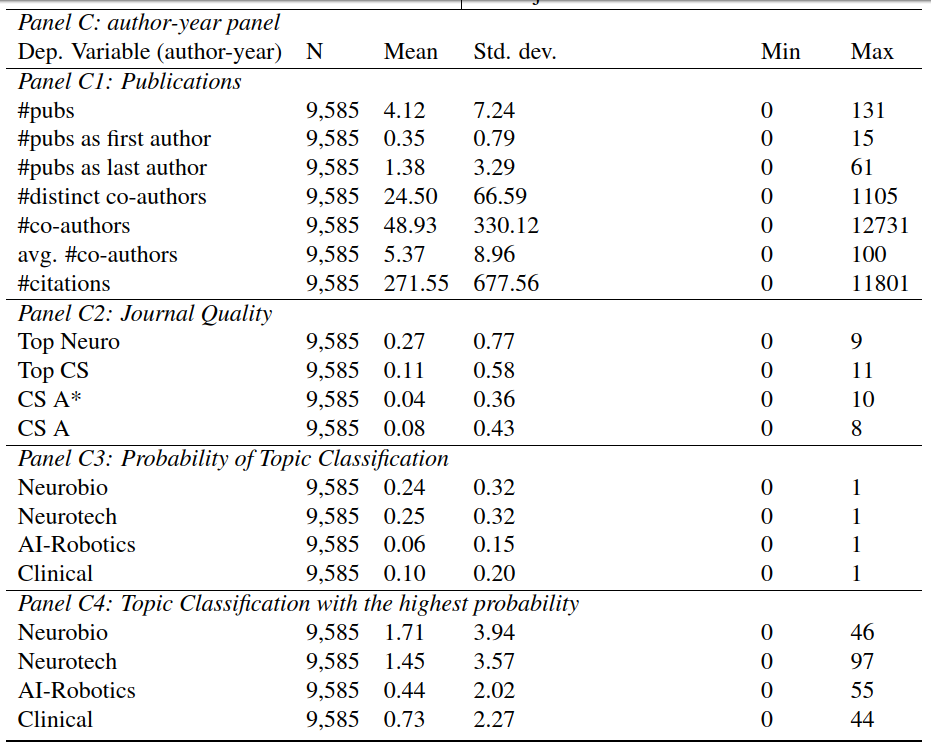 Panel C: author-year panel
Dep. Variable (author-year) N Mean Std. dev. Min Max
Panel C1: Publications
#pubs 9,585 4.12 7.24 0 131
#pubs as first author 9,585 0.35 0.79 0 15
#pubs as last author 9,585 1.38 3.29 0 61
#distinct co-authors 9,585 24.50 66.59 0 1105
#co-authors 9,585 48.93 330.12 0 12731
avg. #co-authors 9,585 5.37 8.96 0 100
#citations 9,585 271.55 677.56 0 11801
Panel C2: Journal Quality
Top Neuro 9,585 0.27 0.77 0 9
Top CS 9,585 0.11 0.58 0 11
CS A* 9,585 0.04 0.36 0 10
CS A 9,585 0.08 0.43 0 8
Panel C3: Probability of Topic Classification
Neurobio 9,585 0.24 0.32 0 1
Neurotech 9,585 0.25 0.32 0 1
AI-Robotics 9,585 0.06 0.15 0 1
Clinical 9,585 0.10 0.20 0 1
Panel C4: Topic Classification with the highest probability
Neurobio 9,585 1.71 3.94 0 46
Neurotech 9,585 1.45 3.57 0 97
AI-Robotics 9,585 0.44 2.02 0 55
Clinical 9,585 0.73 2.27 0 44